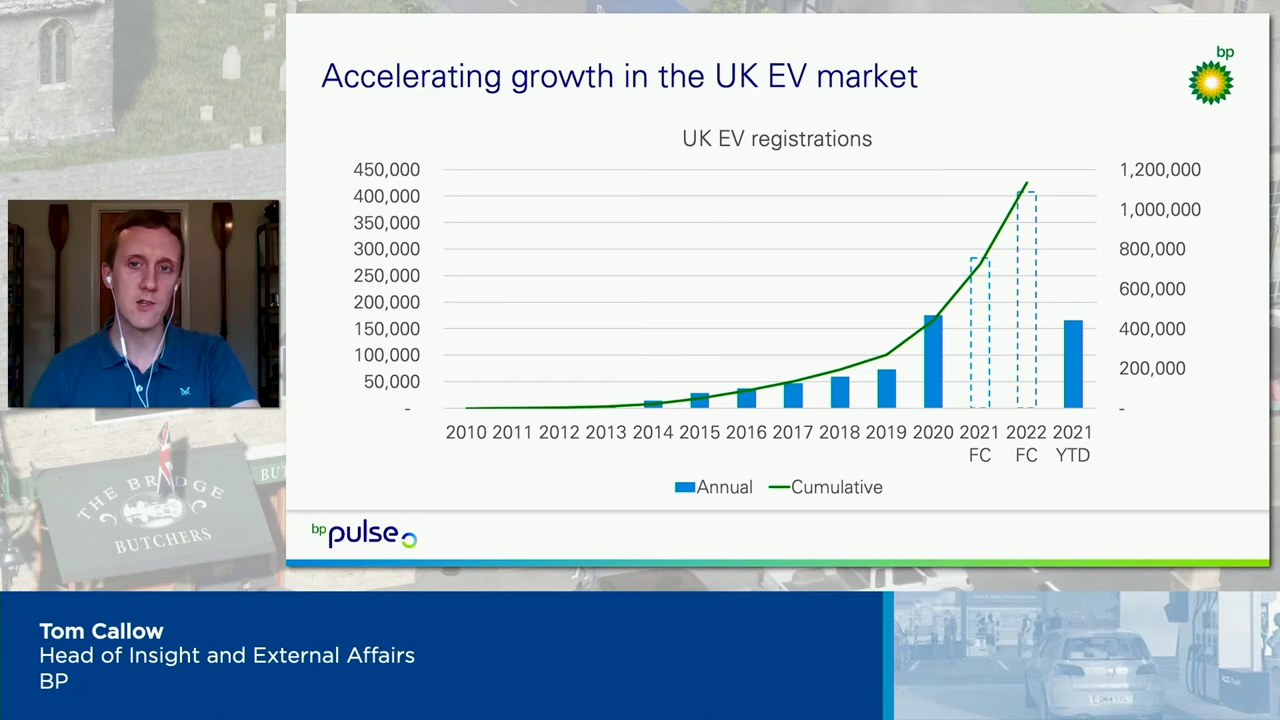 Accelerating growth in the UK EV market
bp
UK EV registrations
450,000
400,000
350,000
300,000
250,000
200,000
150,000
100,000
50,000
-
1,200,000
1,000,000
800,000
600,000
400,000
200,000
-
2010 2011 2012 2013 2014 2015 2016 2017 2018 2019 2020 2021 FC 2022 FC 2021 YTD
Annual Cumulative
bp pulse
THE BRIDGE
BUTCHERS
BUT
Tom Callow
Head of Insight and External Affairs
BP